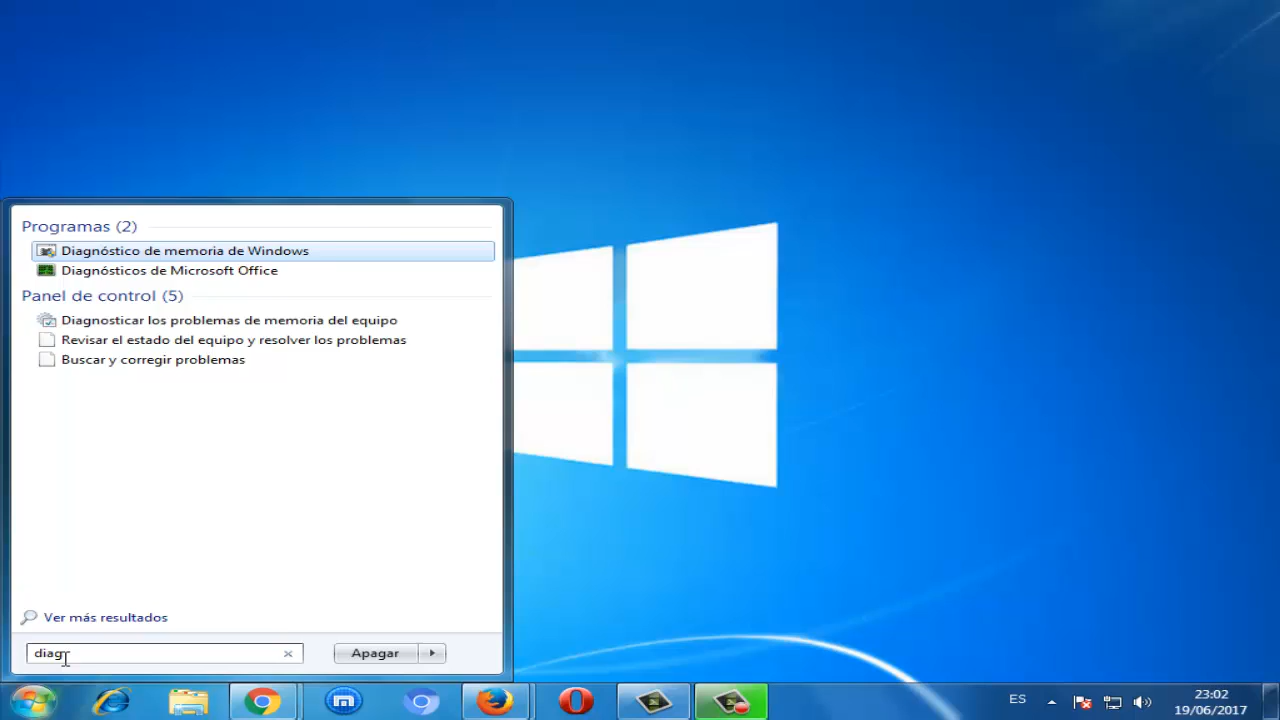 Programas (2)
Diagnóstico de memoria de Windows
Diagnósticos de Microsoft Office
Panel de control (5)
Diagnosticar los problemas de memoria del equipo
Revisar el estado del equipo y resolver los problemas
Buscar y corregir problemas
Ver más resultados
diag
Apagar
ES
23:02
19/06/2017